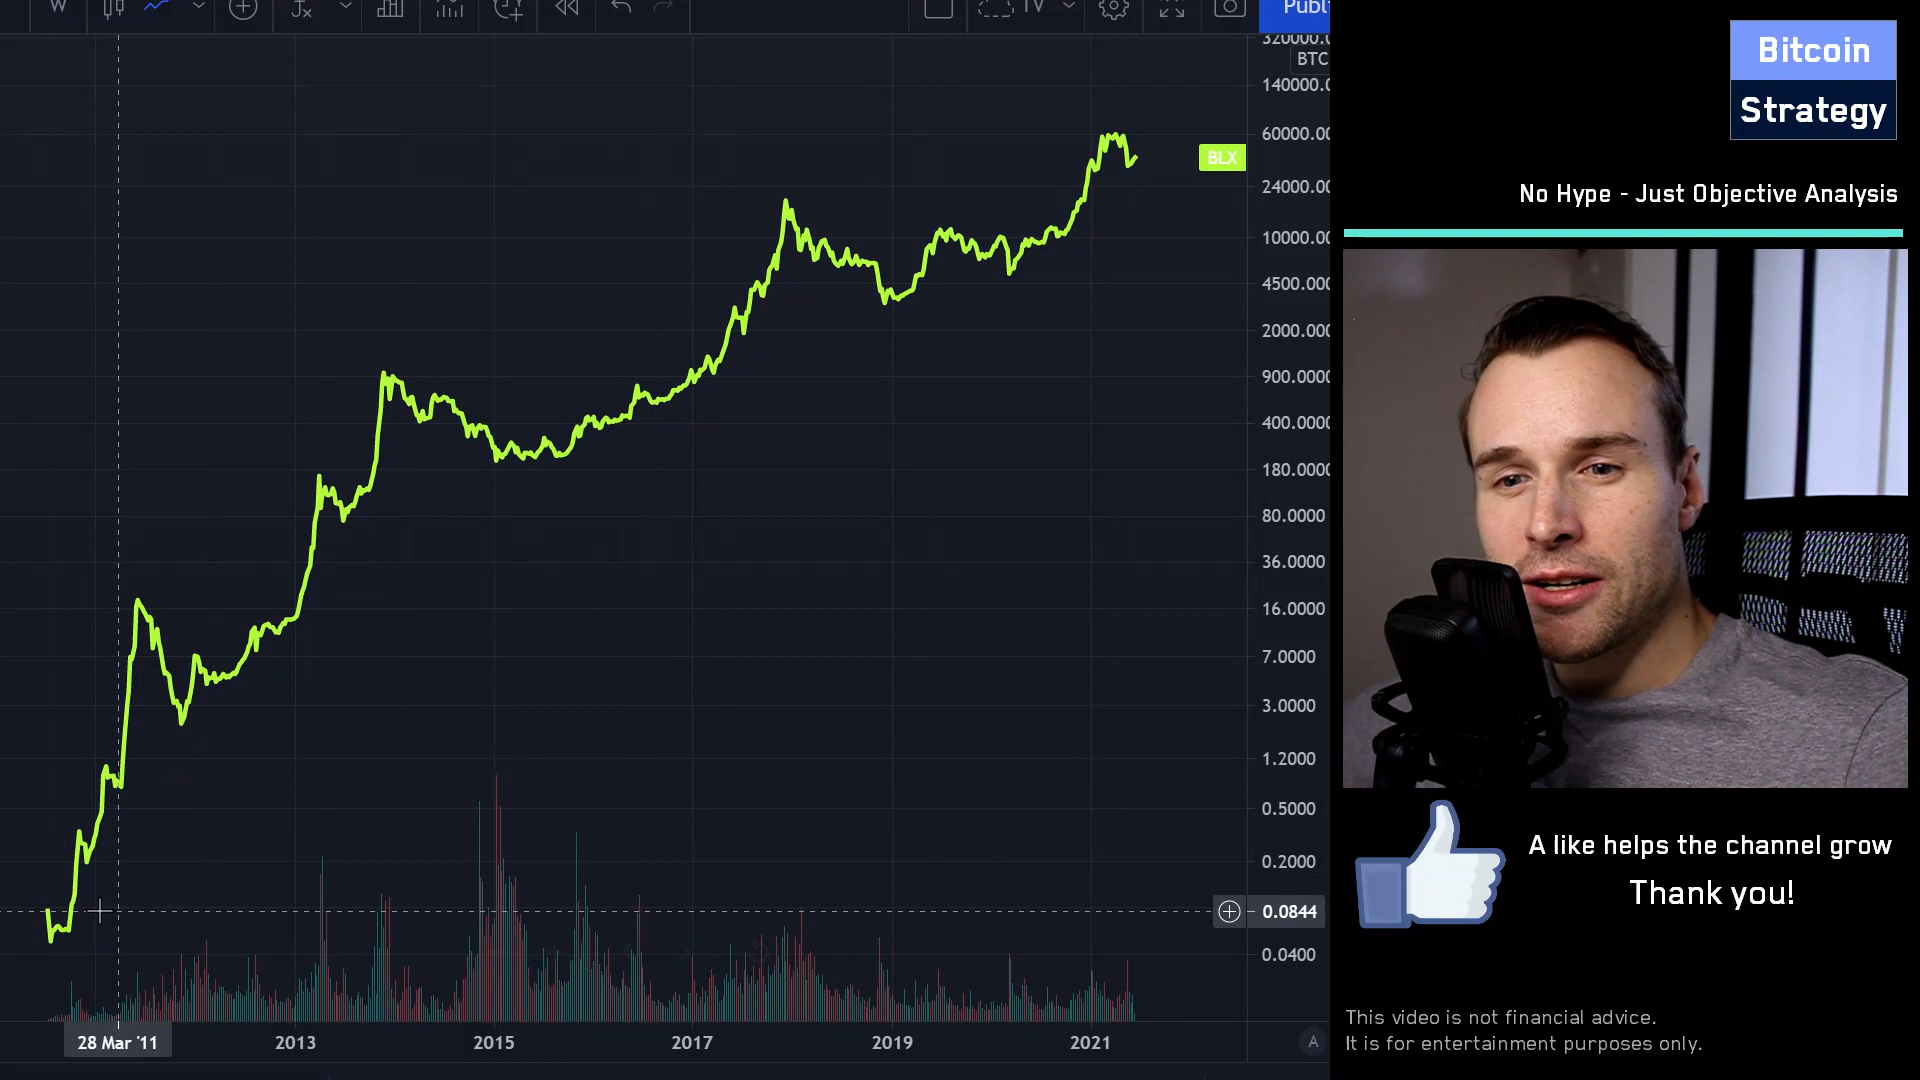 W
Publ
320000.0
BTC
140000.0
60000.00
BLX
24000.00
10000.00
4500.000
2000.000
900.0000
400.0000
180.0000
80.0000
36.0000
16.0000
7.0000
3.0000
1.2000
0.5000
0.2000
0.0844
0.0400
28 Mar '11
2013
2015
2017
2019
2021
A
Bitcoin
Strategy
No Hype - Just Objective Analysis
A like helps the channel grow
Thank you!
This video is not financial advice.
It is for entertainment purposes only.